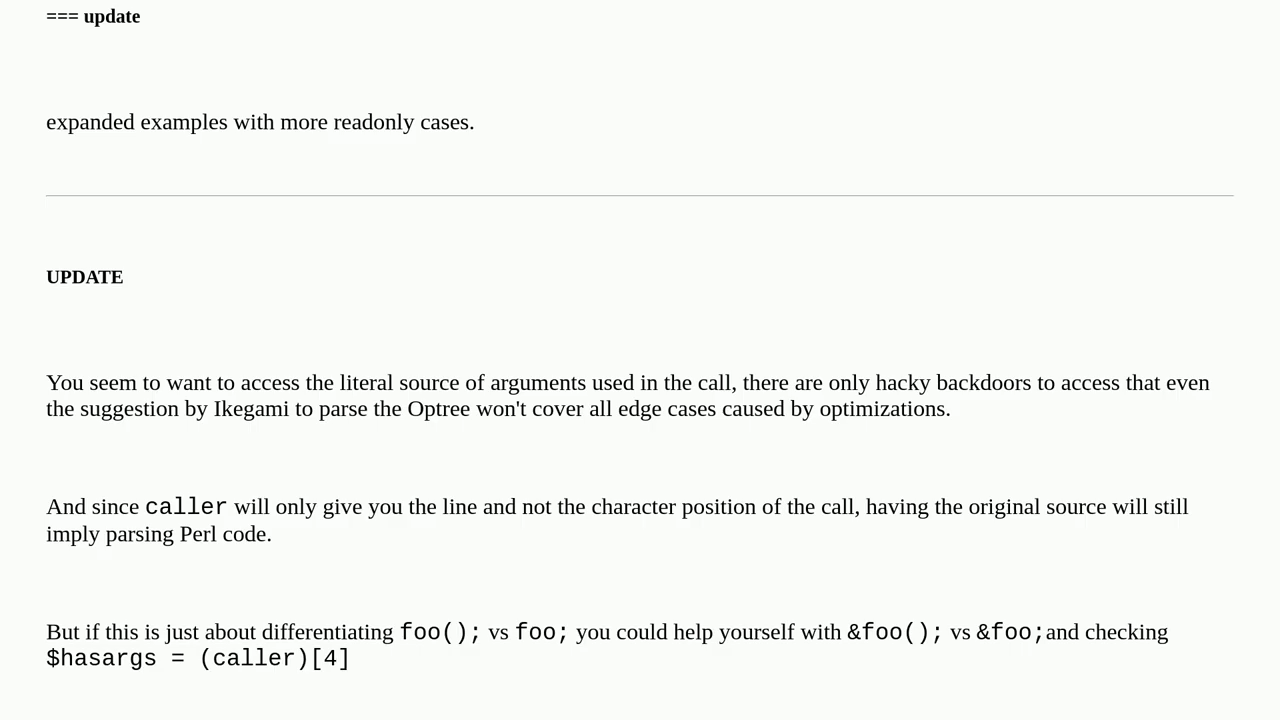 === update
expanded examples with more readonly cases.
UPDATE
You seem to want to access the literal source of arguments used in the call, there are only hacky backdoors to access that even
the suggestion by Ikegami to parse the Optree won't cover all edge cases caused by optimizations.
And since caller will only give you the line and not the character position of the call, having the original source will still
imply parsing Perl code.
But if this is just about differentiating foo(); vs foo; you could help yourself with &foo(); vs &foo;and checking
$hasargs = (caller)[4]